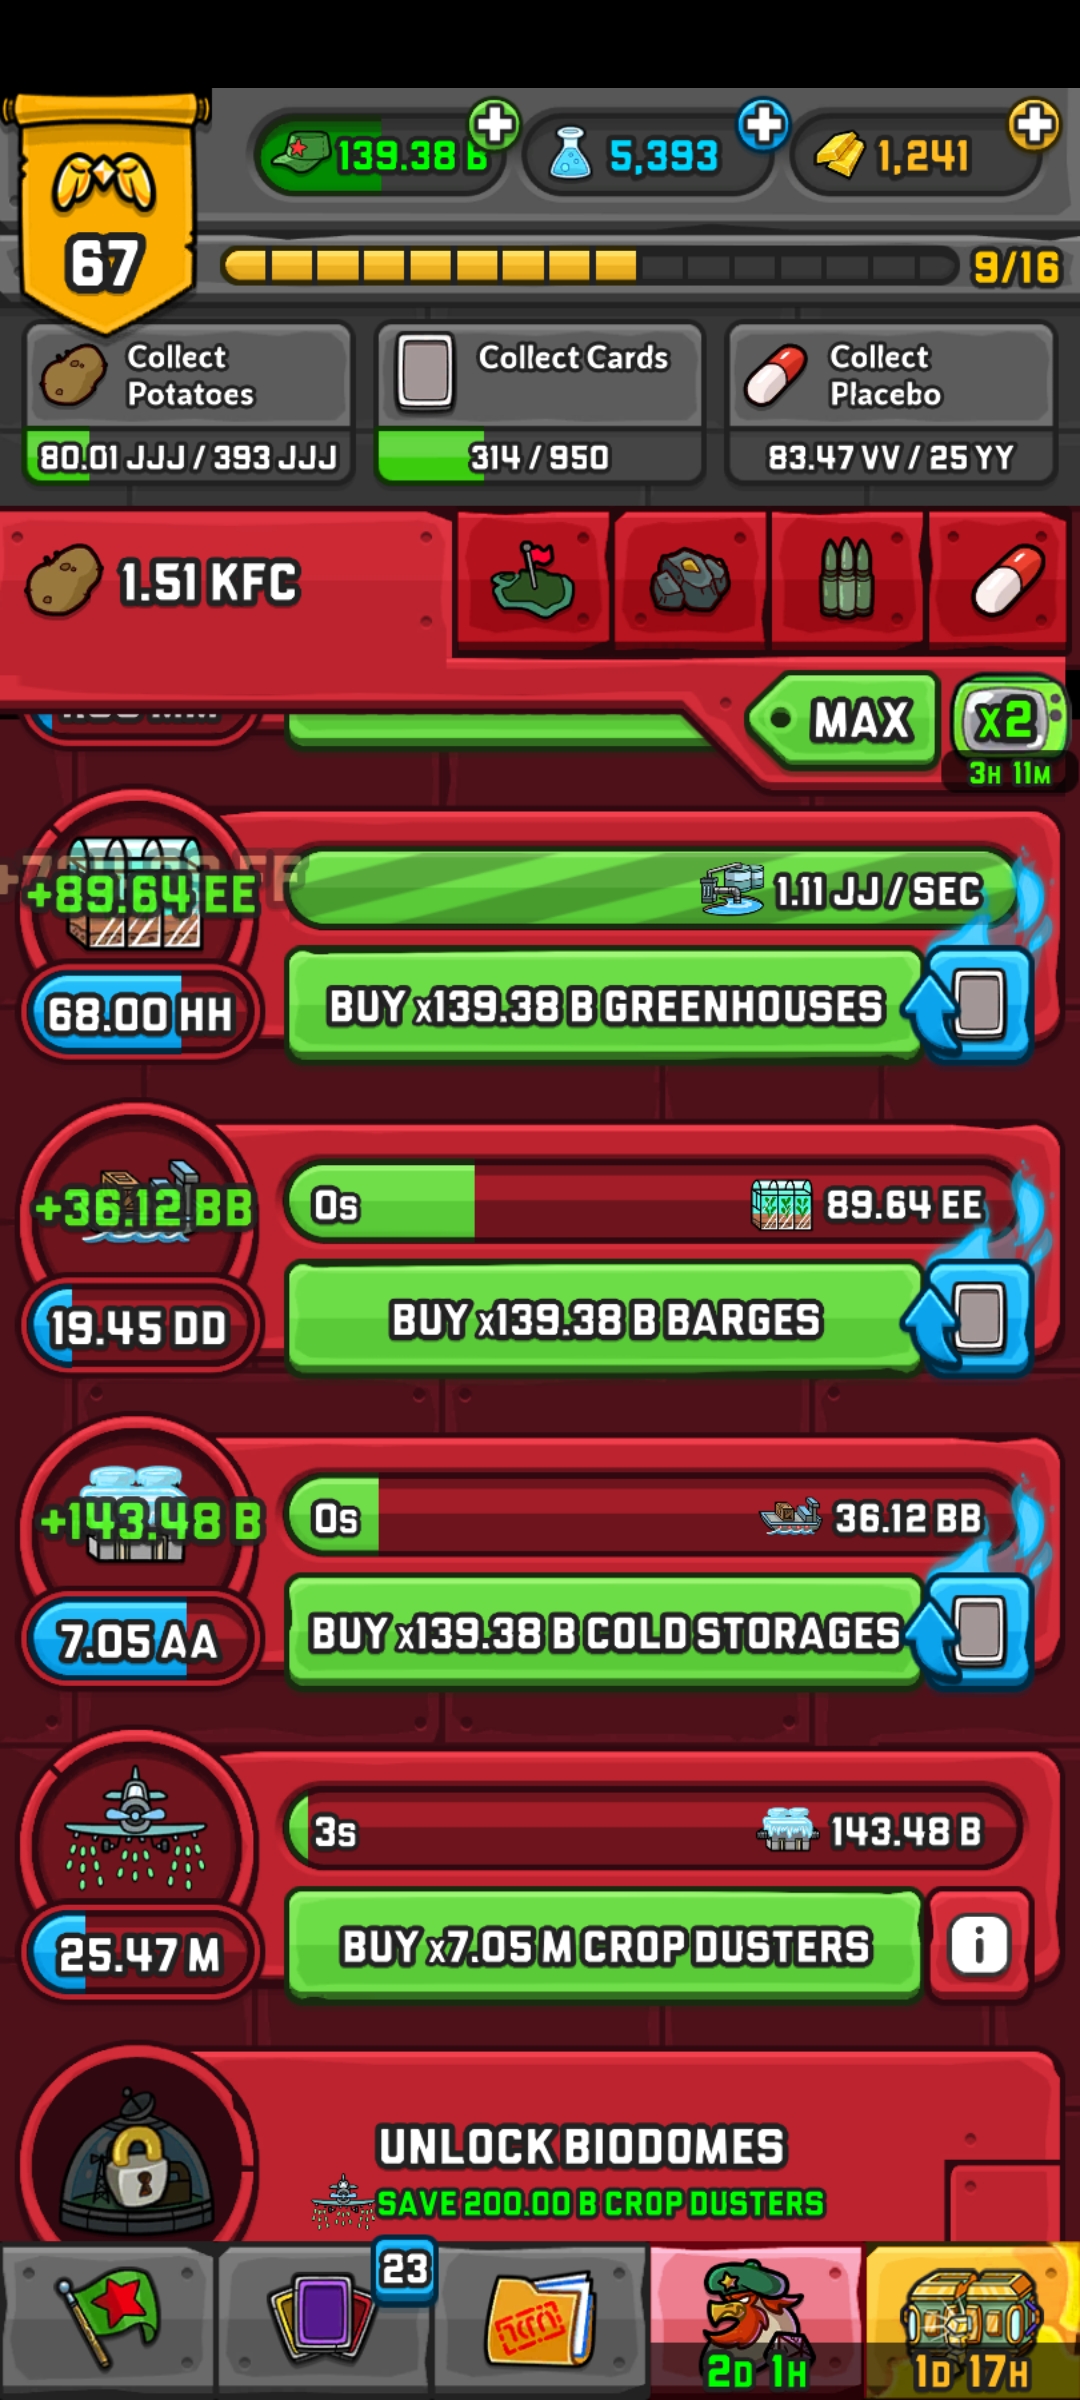 139.38 B
5,393
1,241
67
9/16
Collect
Potatoes
80.01 JJJ / 393 JJJ
Collect Cards
314 / 950
Collect
Placebo
83.47 VV / 25 YY
1.51 KFC
MAX
x2
3H 11M
+89.64 EE
1.11 JJ / SEC
68.00 HH
BUY x139.38 B GREENHOUSES
+36.12 BB
0s
89.64 EE
19.45 DD
BUY x139.38 B BARGES
+143.48 B
0s
36.12 BB
7.05 AA
BUY x139.38 B COLD STORAGES
3s
143.48 B
25.47 M
BUY x7.05 M CROP DUSTERS
i
UNLOCK BIODOMES
SAVE 200.00 B CROP DUSTERS
23
2D 1H
1D 17H